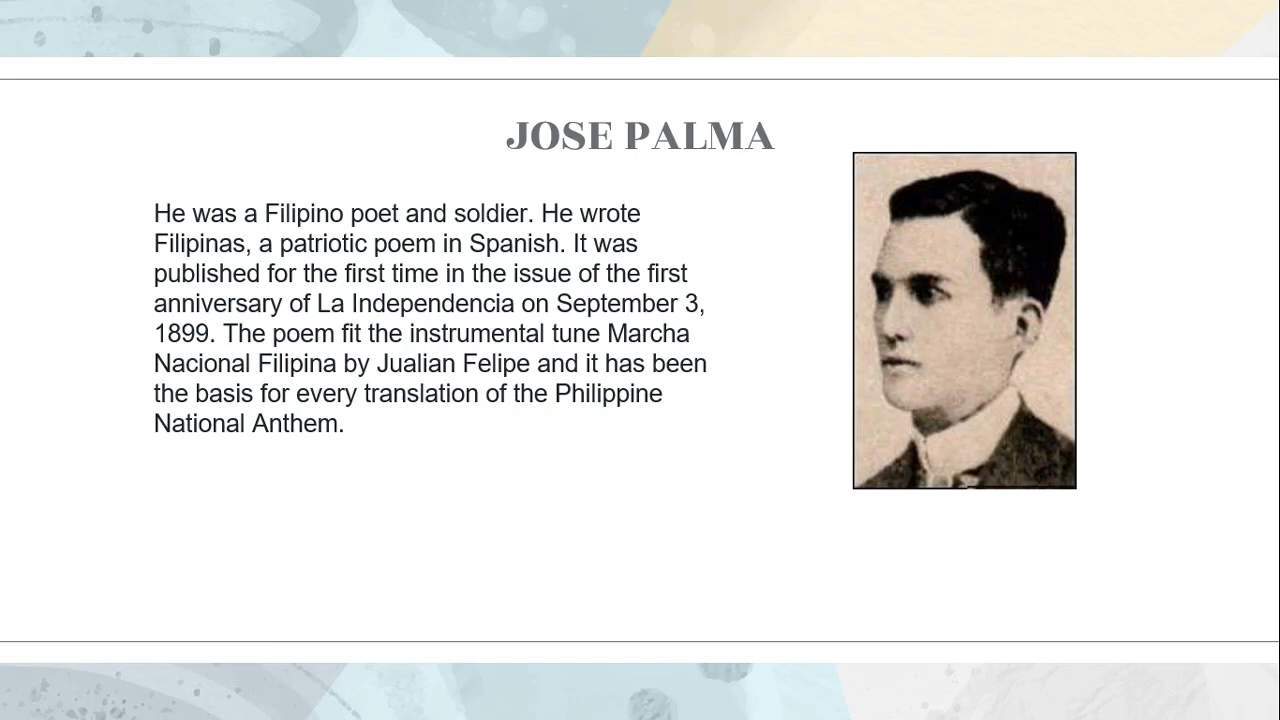 JOSE PALMA
He was a Filipino poet and soldier. He wrote
Filipinas, a patriotic poem in Spanish. It was
published for the first time in the issue of the first
anniversary of La Independencia on September 3,
1899. The poem fit the instrumental tune Marcha
Nacional Filipina by Jualian Felipe and it has been
the basis for every translation of the Philippine
National Anthem.